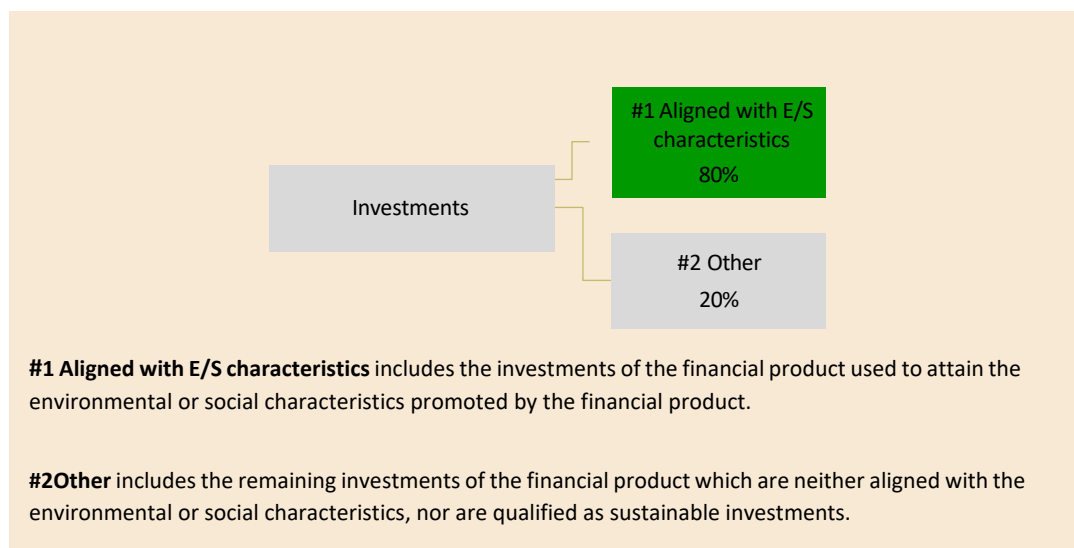 #1 Aligned with E/S
characteristics
80%
Investments
#2 Other
20%
#1 Aligned with E/S characteristics includes the investments of the financial product used to attain the
environmental or social characteristics promoted by the financial product.
#2Other includes the remaining investments of the financial product which are neither aligned with the
environmental or social characteristics, nor are qualified as sustainable investments.